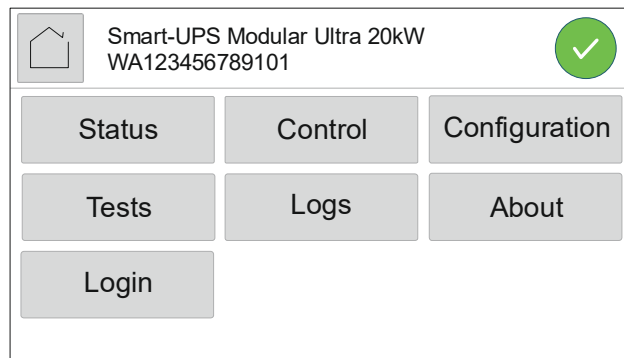 Smart-UPS Modular Ultra 20kW
WA123456789101
Status
Control
Configuration
Tests
Logs
About
Login